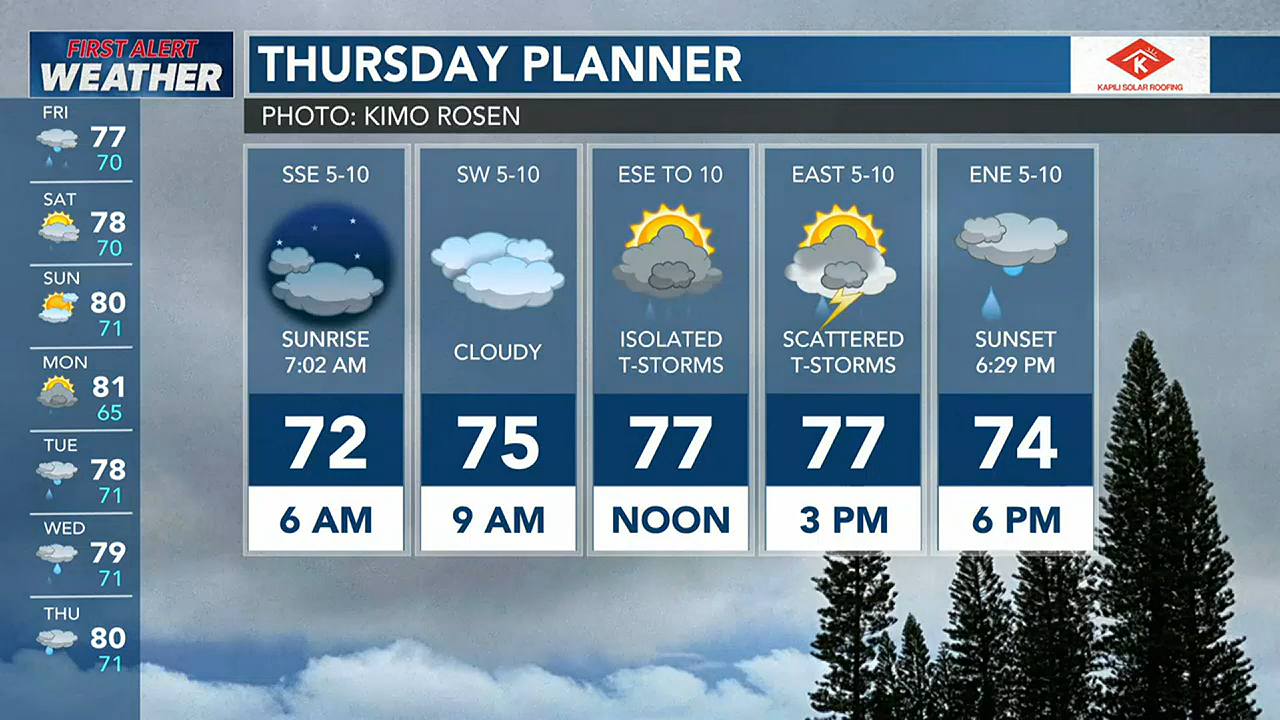 FIRST ALERT
WEATHER
THURSDAY PLANNER
K
KAPILI SOLAR ROOFING
PHOTO: KIMO ROSEN
FRI
77
70
SAT
78
70
SUN
80
71
MON
81
65
TUE
78
71
WED
79
71
THU
80
71
SSE 5-10
SUNRISE
7:02 AM
72
6 AM
SW 5-10
CLOUDY
75
9 AM
ESE TO 10
ISOLATED
T-STORMS
77
NOON
EAST 5-10
SCATTERED
T-STORMS
77
3 PM
ENE 5-10
SUNSET
6:29 PM
74
6 PM